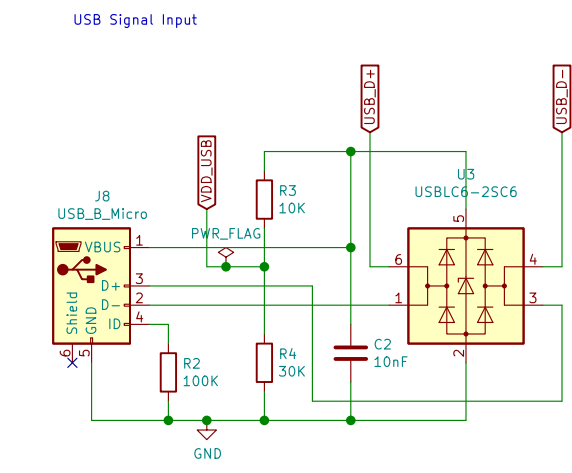 USB Signal Input
USB_D+
USB_D-
VDD_USB
U3
USBLC6-2SC6
R3
10K
J8
USB_B_Micro
PWR_FLAG
5
VBUS
1
6
4
D+
3
D-
2
1
3
ID
4
Shield
GND
6
5
R2
100K
R4
30K
C2
10nF
2
GND